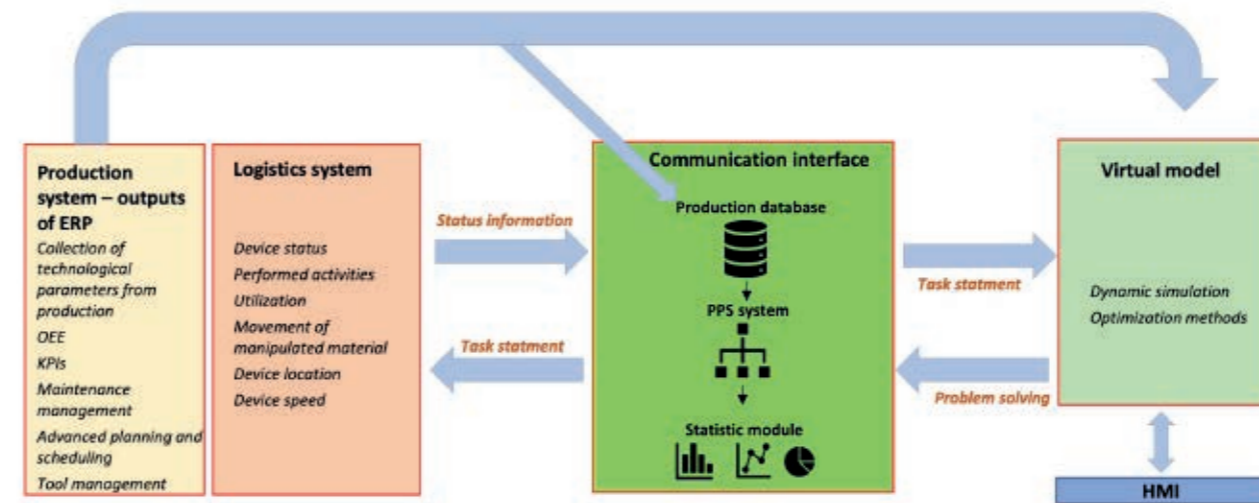 Production
system – outputs
of ERP
Collection of
technological
parameters from
production
OEE
KPIs
Maintenance
management
Advanced planning and
scheduling
Tool management
Logistics system
Device status
Performed activities
Utilization
Movement of
manipulated material
Device location
Device speed
Status information
Task statment
Communication interface
Production database
PPS system
Statistic module
Task statment
Problem solving
Virtual model
Dynamic simulation
Optimization methods
HMI